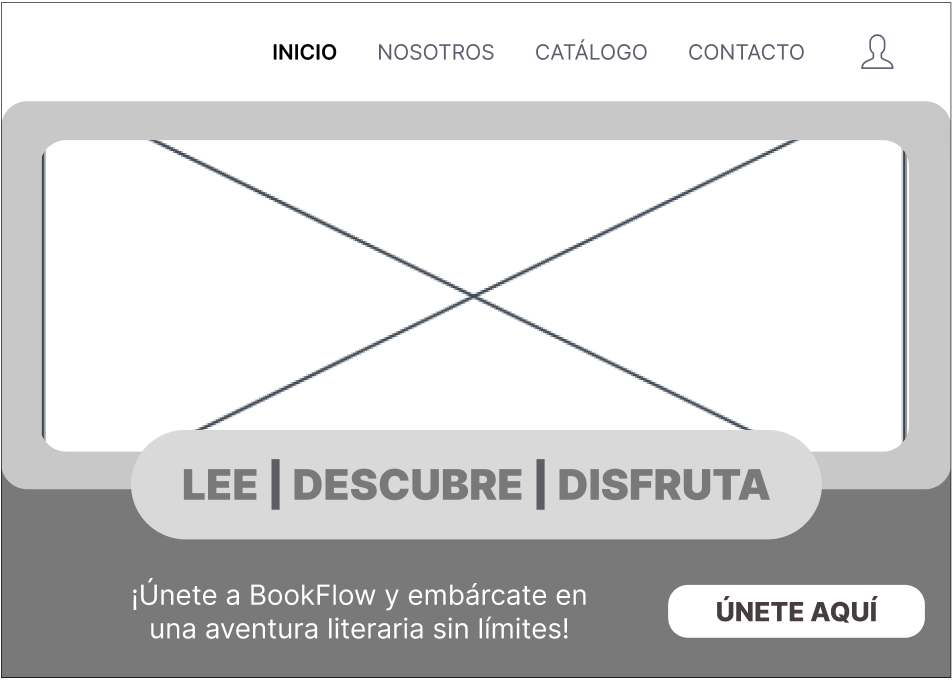 INICIO NOSOTROS CATÁLOGO CONTACTO
LEE | DESCUBRE | DISFRUTA
¡Únete a BookFlow y embárcate en
una aventura literaria sin límites!
ÚNETE AQUÍ